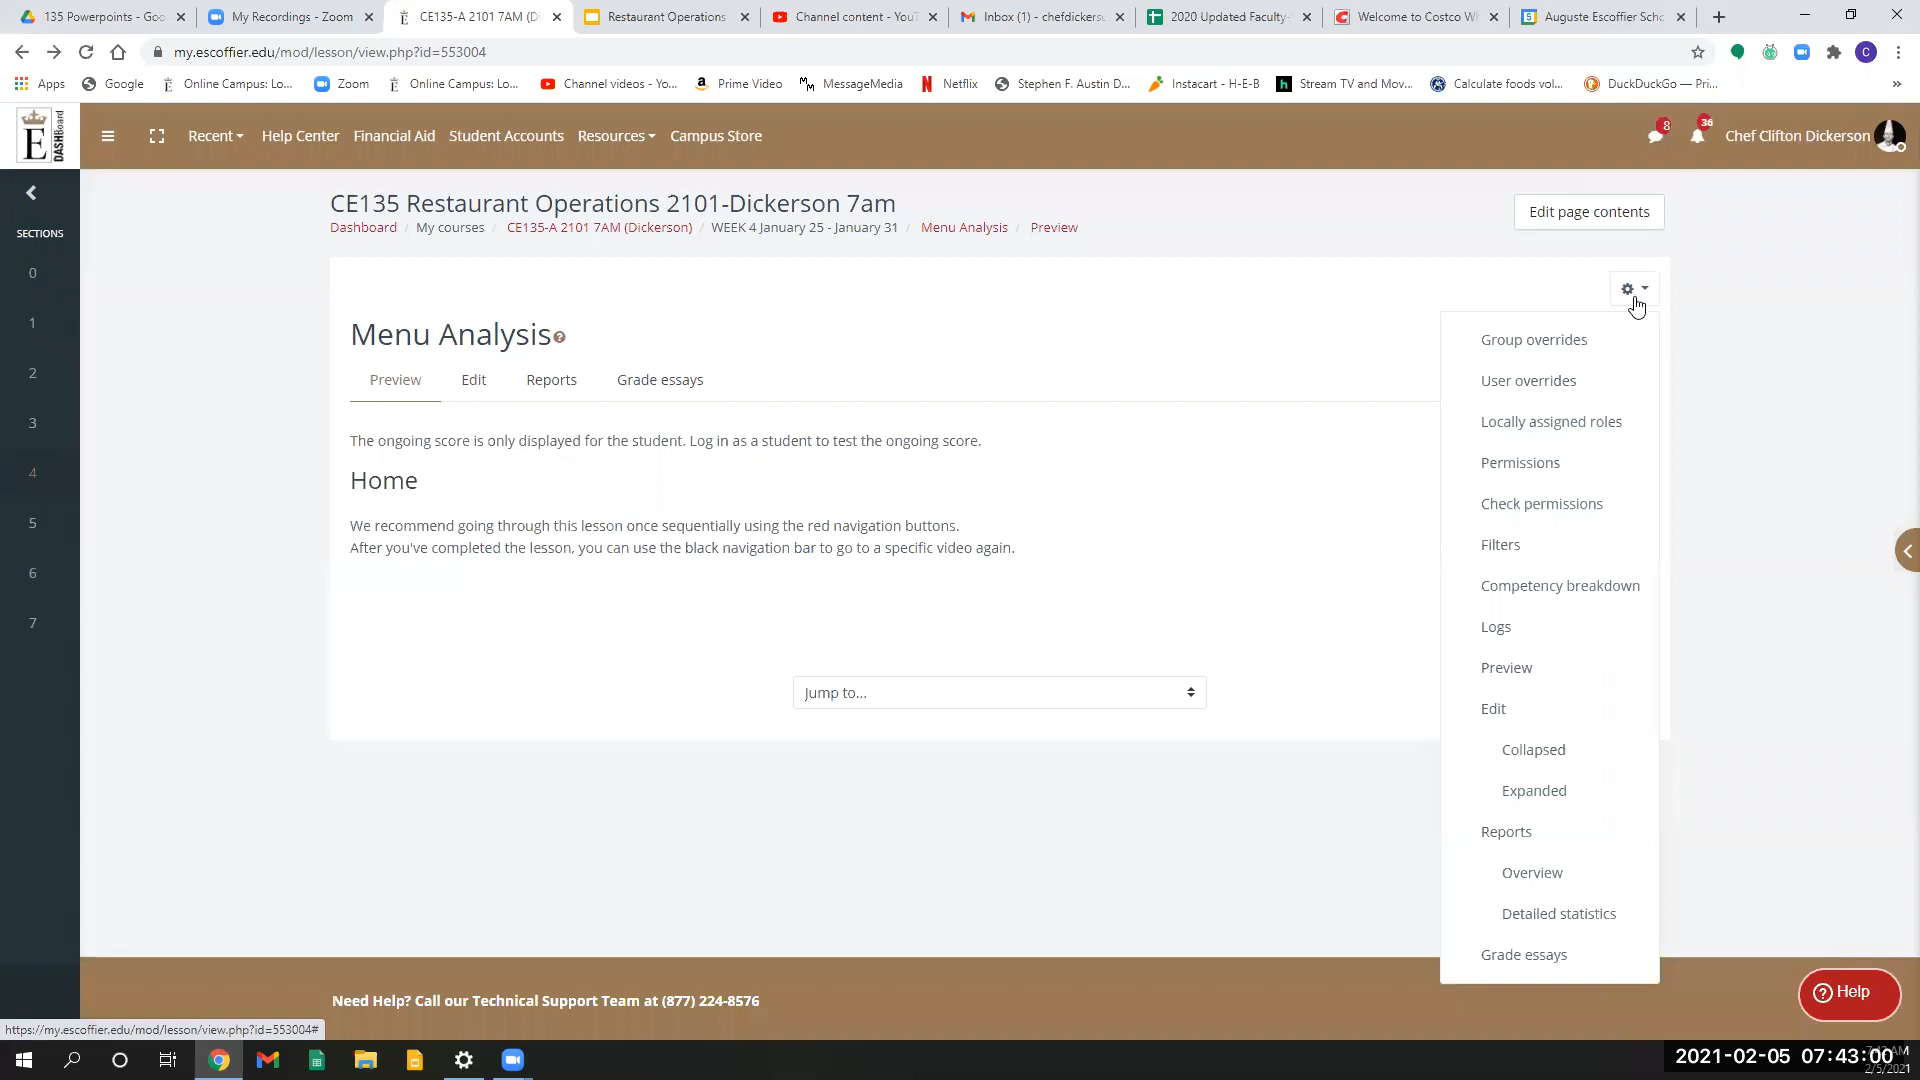 135 Powerpoints - Goo
My Recordings - Zoom
CE135-A 2101 7AM (Di
Restaurant Operations
Channel content - YouT
Inbox (1) - chefdickerso
2020 Updated Faculty-
Welcome to Costco Wh
Auguste Escoffier Scho
my.escoffier.edu/mod/lesson/view.php?id=553004
Apps
Google
Online Campus: Lo...
Zoom
Online Campus: Lo...
Channel videos - Yo...
Prime Video
MessageMedia
Netflix
Stephen F. Austin D...
Instacart - H-E-B
Stream TV and Mov...
Calculate foods vol...
DuckDuckGo — Pri...
E DASHBoard
Recent
Help Center
Financial Aid
Student Accounts
Resources
Campus Store
8
36
Chef Clifton Dickerson
SECTIONS
0
1
2
3
4
5
6
7
CE135 Restaurant Operations 2101-Dickerson 7am
Dashboard / My courses / CE135-A 2101 7AM (Dickerson) / WEEK 4 January 25 - January 31 / Menu Analysis / Preview
Edit page contents
Menu Analysis
Preview
Edit
Reports
Grade essays
The ongoing score is only displayed for the student. Log in as a student to test the ongoing score.
Home
We recommend going through this lesson once sequentially using the red navigation buttons.
After you've completed the lesson, you can use the black navigation bar to go to a specific video again.
Jump to...
Group overrides
User overrides
Locally assigned roles
Permissions
Check permissions
Filters
Competency breakdown
Logs
Preview
Edit
Collapsed
Expanded
Reports
Overview
Detailed statistics
Grade essays
Need Help? Call our Technical Support Team at (877) 224-8576
Help
https://my.escoffier.edu/mod/lesson/view.php?id=553004#
2021-02-05 07:43:00
2/5/2021